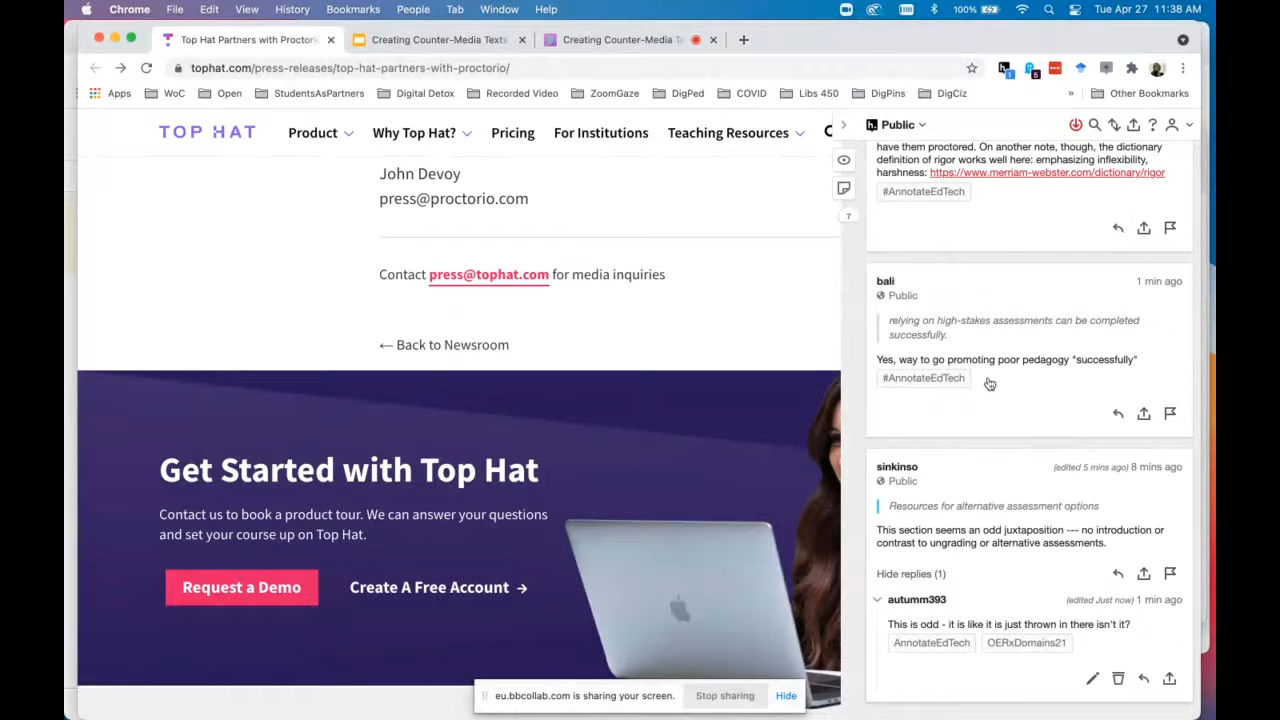 Chrome File Edit View History Bookmarks People Tab Window Help 100% Tue Apr 27 11:38 AM
Top Hat Partners with Proctorio Creating Counter-Media Texts Creating Counter-Media Te
tophat.com/press-releases/top-hat-partners-with-proctorio/ 1 5
Apps WoC Open StudentsAsPartners Digital Detox Recorded Video ZoomGaze DigPed COVID Libs 450 DigPins DigCiz » Other Bookmarks
TOP HAT Product Why Top Hat? Pricing For Institutions Teaching Resources
John Devoy
press@proctorio.com
Contact press@tophat.com for media inquiries
← Back to Newsroom
Get Started with Top Hat
Contact us to book a product tour. We can answer your questions
and set your course up on Top Hat.
Request a Demo Create A Free Account →
eu.bbcollab.com is sharing your screen. Stop sharing Hide
Public
7
have them proctored. On another note, though, the dictionary
definition of rigor works well here: emphasizing inflexibility,
harshness: https://www.merriam-webster.com/dictionary/rigor
#AnnotateEdTech
bali 1 min ago
Public
relying on high-stakes assessments can be completed
successfully.
Yes, way to go promoting poor pedagogy *successfully*
#AnnotateEdTech
sinkinso (edited 5 mins ago) 8 mins ago
Public
Resources for alternative assessment options
This section seems an odd juxtaposition --- no introduction or
contrast to ungrading or alternative assessments.
Hide replies (1)
autumm393 (edited Just now) 1 min ago
This is odd - it is like it is just thrown in there isn't it?
AnnotateEdTech OERxDomains21